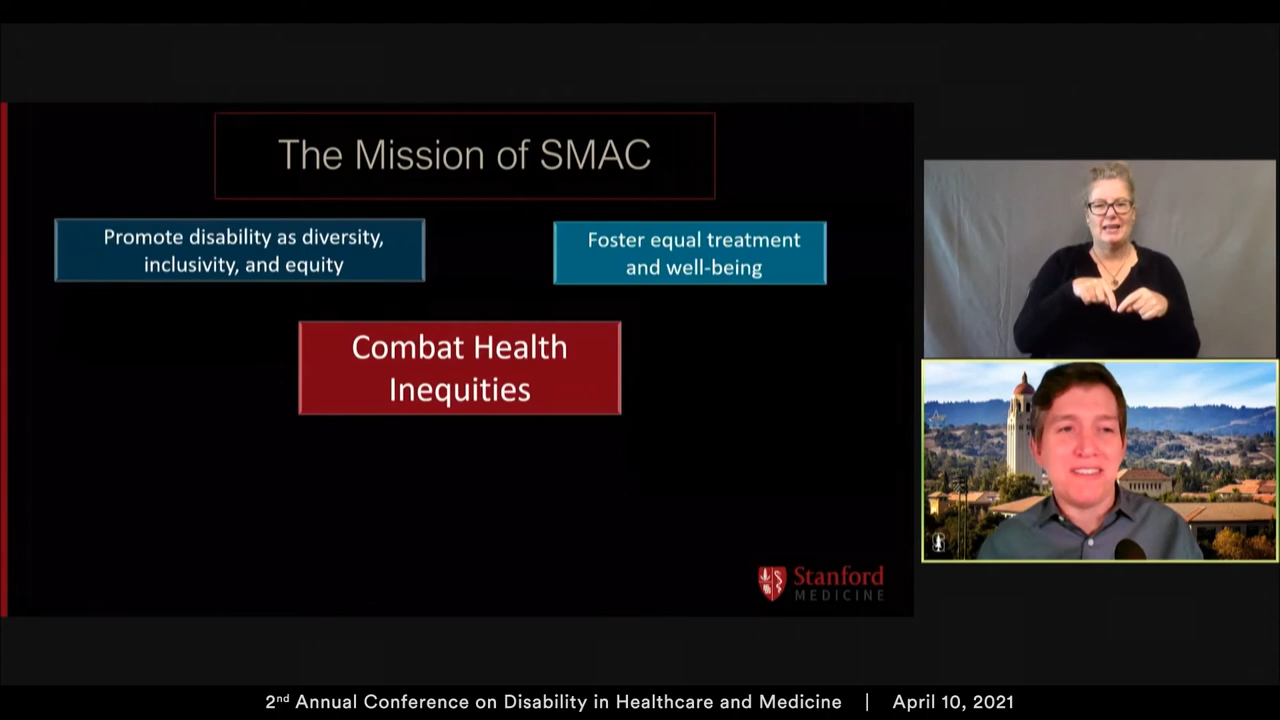 The Mission of SMAC
Promote disability as diversity,
inclusivity, and equity
Foster equal treatment
and well-being
Combat Health
Inequities
Stanford
MEDICINE
2nd Annual Conference on Disability in Healthcare and Medicine | April 10, 2021